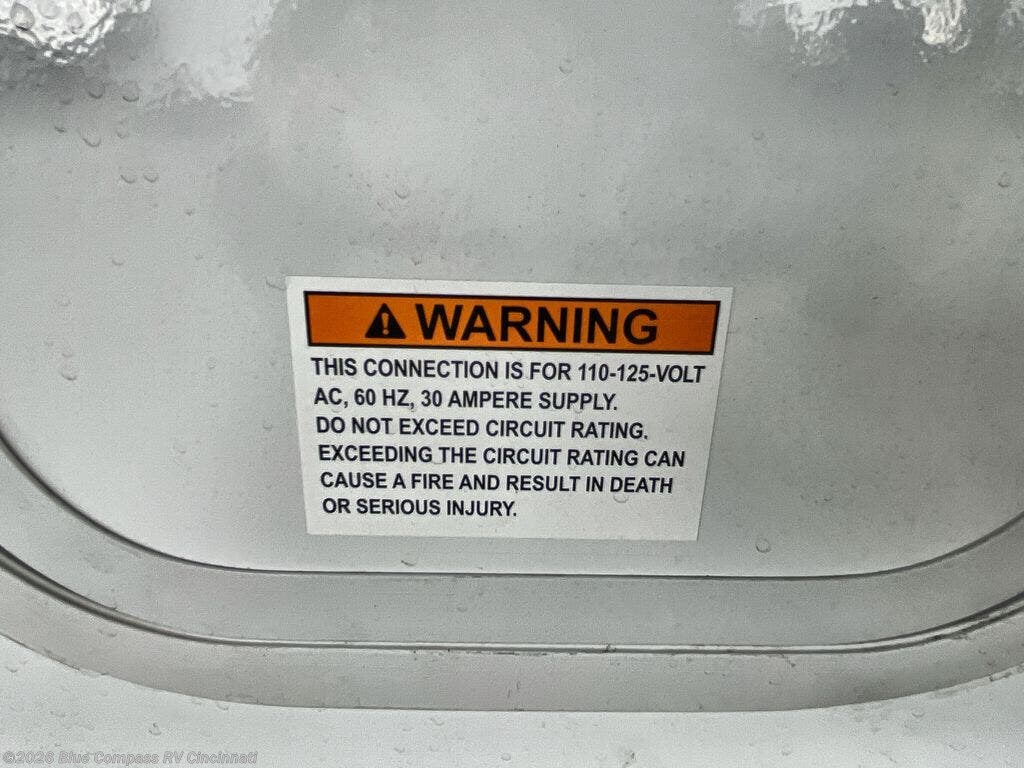 WARNING
THIS CONNECTION IS FOR 110-125-VOLT
AC, 60 HZ, 30 AMPERE SUPPLY.
DO NOT EXCEED CIRCUIT RATING.
EXCEEDING THE CIRCUIT RATING CAN
CAUSE A FIRE AND RESULT IN DEATH
OR SERIOUS INJURY.
©2026 Blue Compass RV Cincinnati